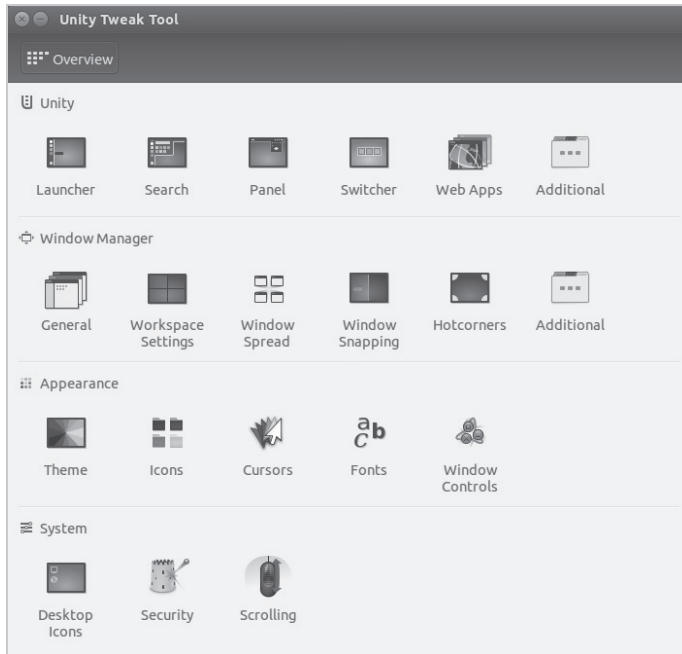 Unity Tweak Tool
Overview
Unity
Launcher Search Panel Switcher Web Apps Additional
Window Manager
General Workspace Settings Window Spread Window Snapping Hotcorners Additional
Appearance
Theme Icons Cursors Fonts Window Controls
System
Desktop Icons Security Scrolling